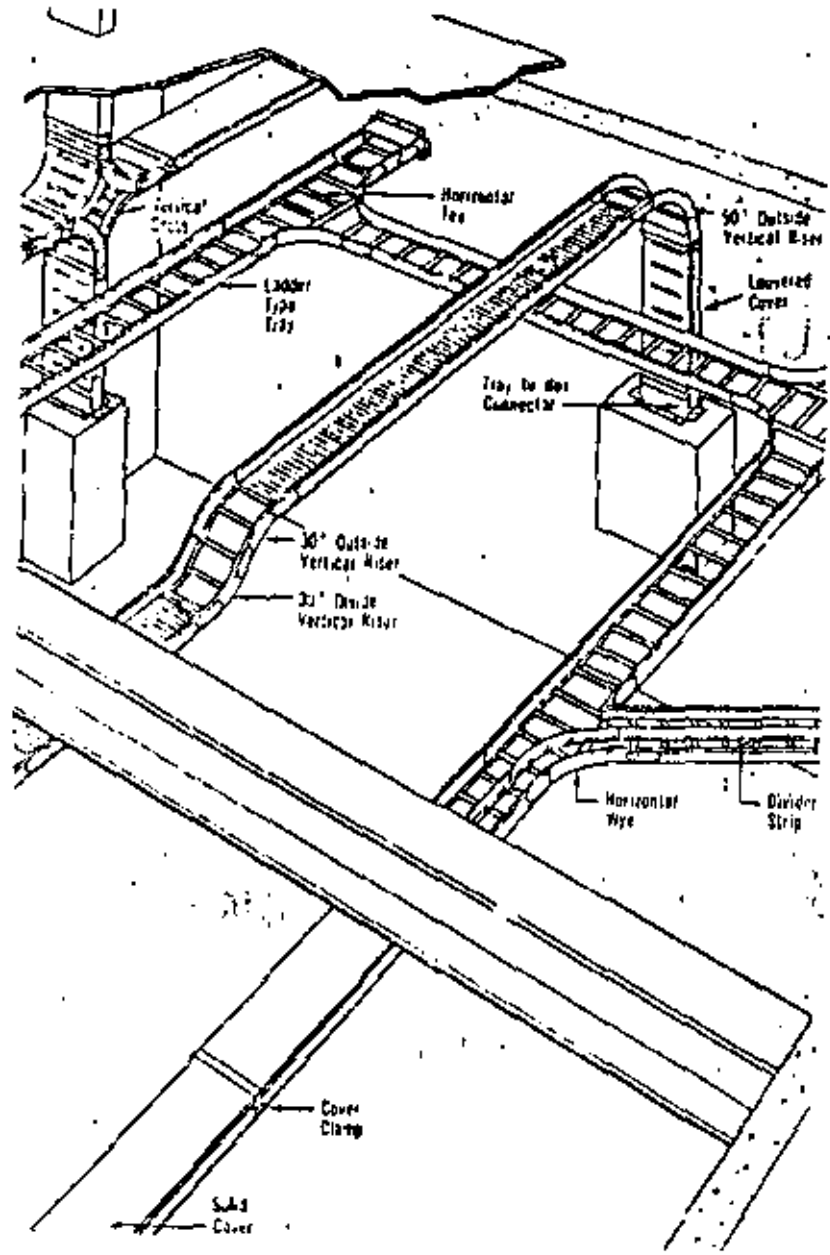 Horizontal
Tee
90° Outside
Vertical Riser
Vertical
Cross
Ladder
Type
Tray
Louvered
Cover
Tray to Box
Connector
30° Outside
Vertical Riser
30°
Vertical Riser
Horizontal
Wye
Divider
Strip
Cover
Clamp
Solid
Cover